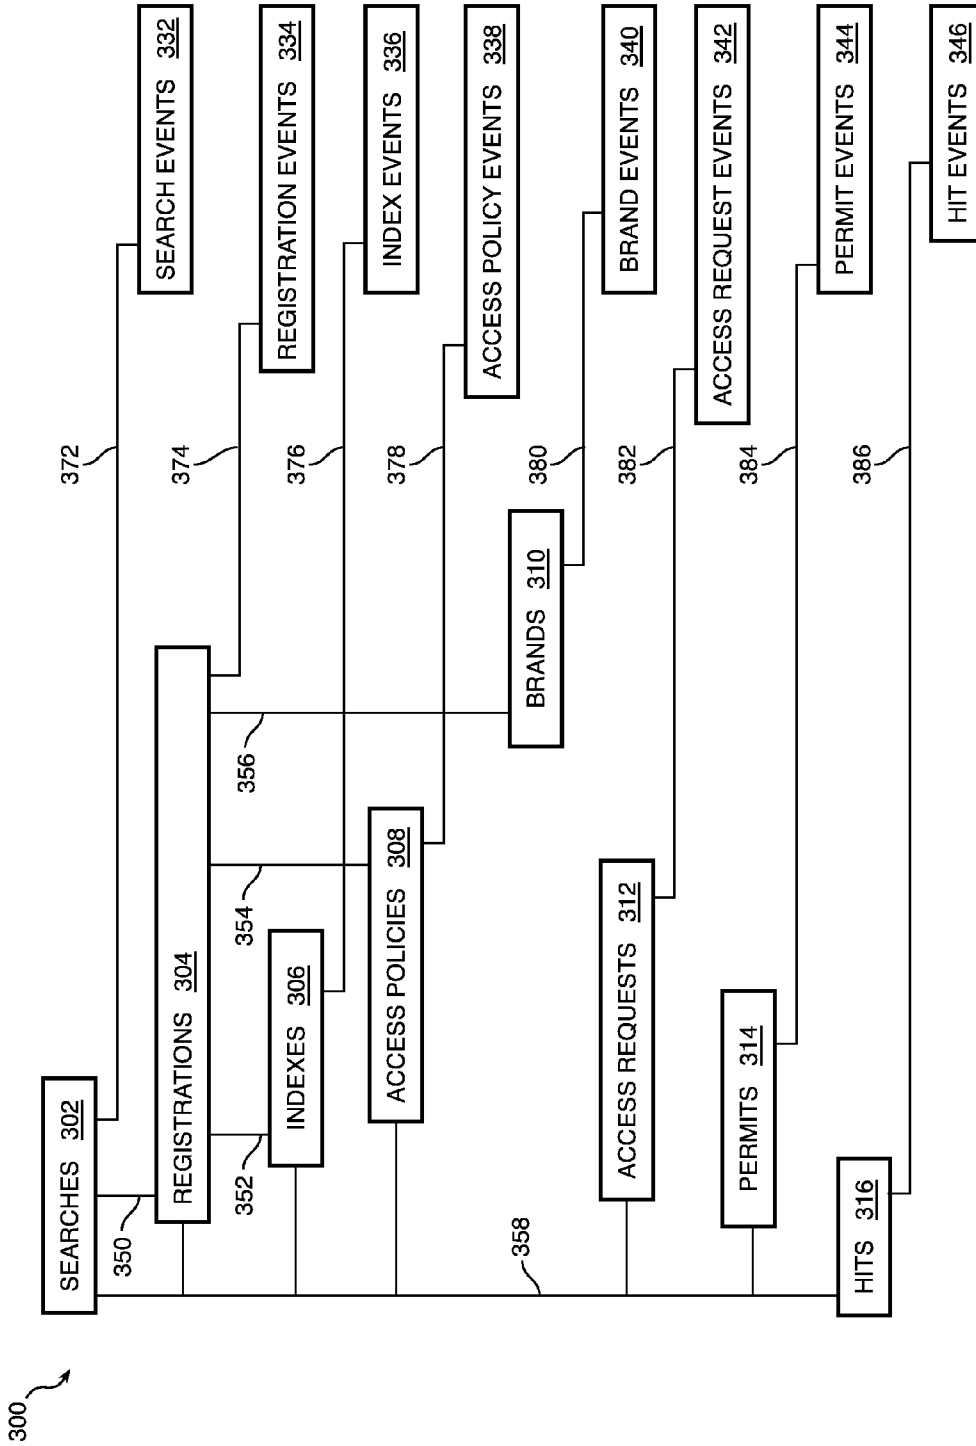 300
SEARCHES 302
350
REGISTRATIONS 304
352
354
356
INDEXES 306
ACCESS POLICIES 308
BRANDS 310
358
ACCESS REQUESTS 312
PERMITS 314
HITS 316
372
374
376
378
380
382
384
386
SEARCH EVENTS 332
REGISTRATION EVENTS 334
INDEX EVENTS 336
ACCESS POLICY EVENTS 338
BRAND EVENTS 340
ACCESS REQUEST EVENTS 342
PERMIT EVENTS 344
HIT EVENTS 346